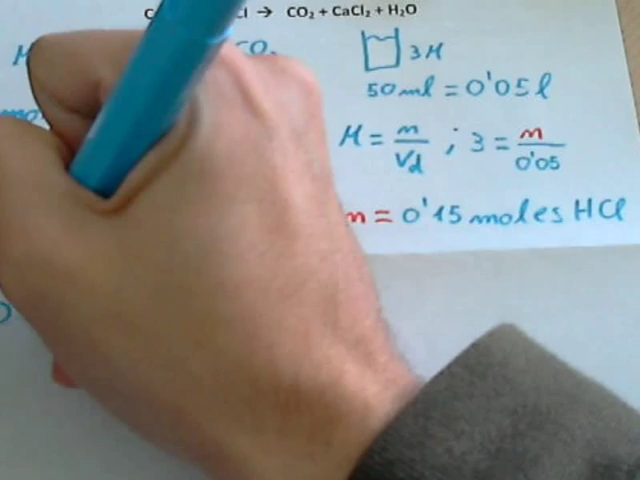 CO₂ + CaCl₂ + H₂O
3M
50 ml = 0'05 l
M = n/Vd ; 3 = n/0'05
n = 0'15 moles HCl